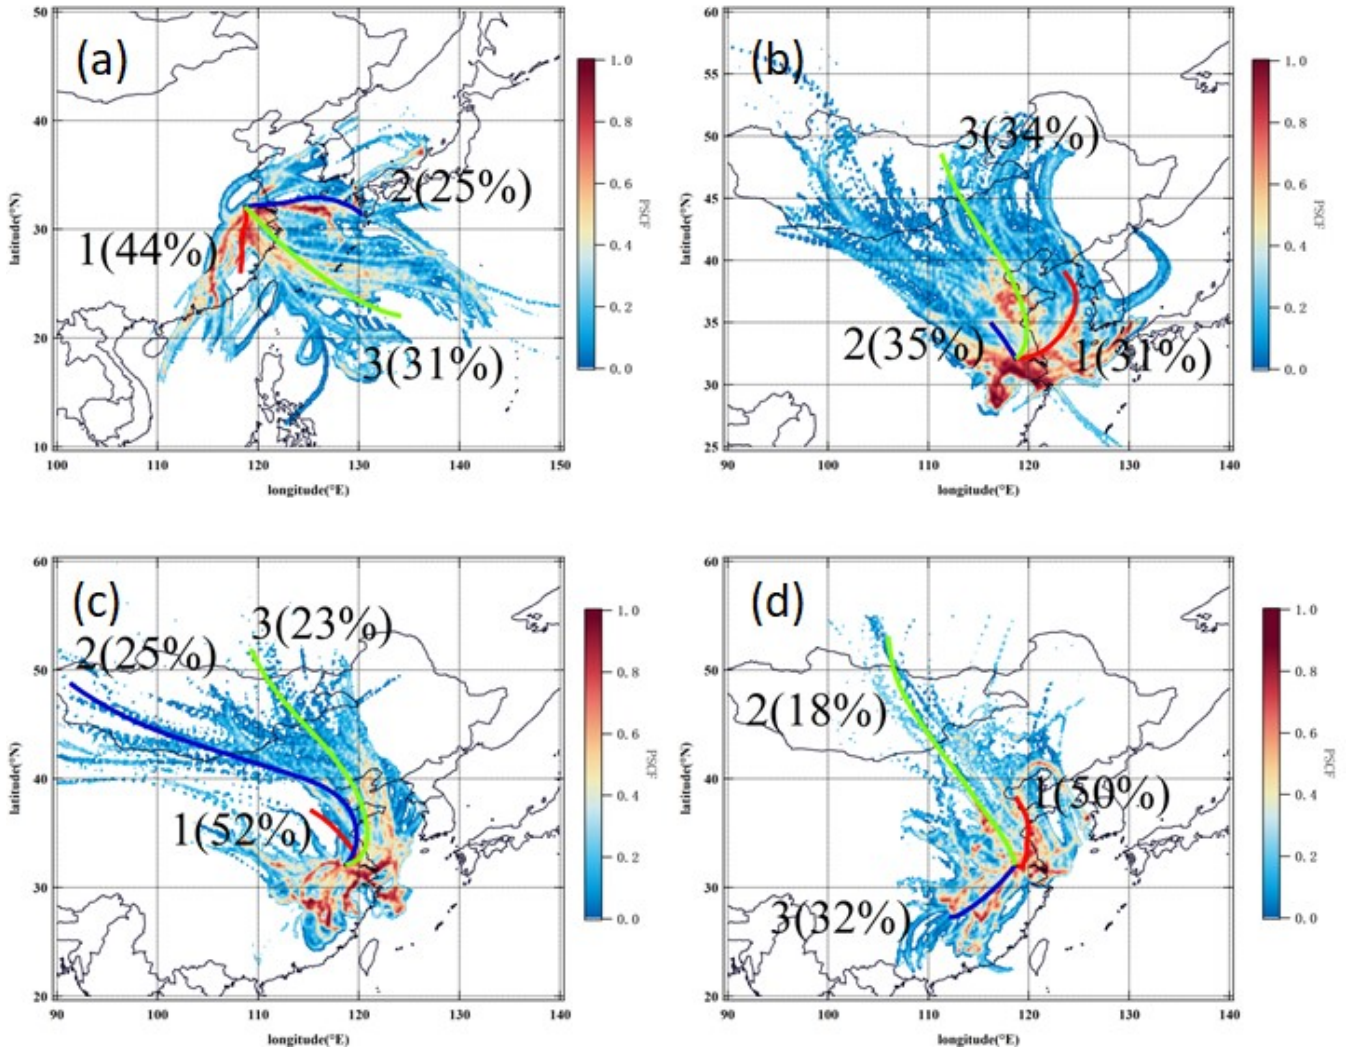 (a)
50
40
30
20
10
100 110 120 130 140 150
latitude(°N)
longitude(°E)
1(44%)
2(25%)
3(31%)
1.0
0.8
0.6
0.4
0.2
0.0
PSCF
(b)
60
55
50
45
40
35
30
25
90 100 110 120 130 140
latitude(°N)
longitude(°E)
3(34%)
2(35%)
1(31%)
1.0
0.8
0.6
0.4
0.2
0.0
PSCF
(c)
60
50
40
30
20
90 100 110 120 130 140
latitude(°N)
longitude(°E)
3(23%)
2(25%)
1(52%)
1.0
0.8
0.6
0.4
0.2
0.0
PSCF
(d)
60
50
40
30
20
90 100 110 120 130 140
latitude(°N)
longitude(°E)
2(18%)
1(50%)
3(32%)
1.0
0.8
0.6
0.4
0.2
0.0
PSCF